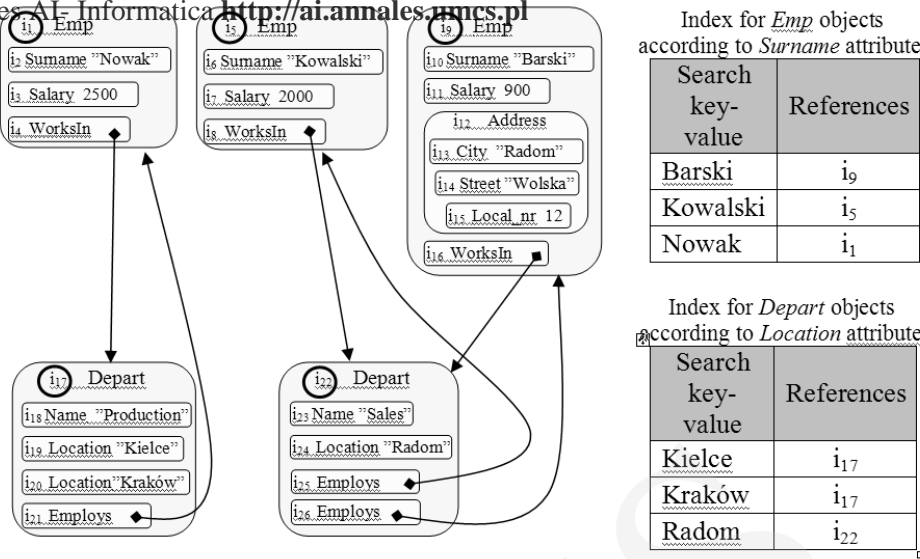 es AI- Informatica http://ai.annales.umcs.pl
i1 Emp
i2 Surname ”Nowak”
i3 Salary 2500
i4 WorksIn
i5 Emp
i6 Surname ”Kowalski”
i7 Salary 2000
i8 WorksIn
i9 Emp
i10 Surname ”Barski”
i11 Salary 900
i12 Address
i13 City ”Radom”
i14 Street ”Wolska”
i15 Local_nr 12
i16 WorksIn
i17 Depart
i18 Name ”Production”
i19 Location ”Kielce”
i20 Location”Kraków”
i21 Employs
i22 Depart
i23 Name ”Sales”
i24 Location ”Radom”
i25 Employs
i26 Employs
Index for Emp objects
according to Surname attribute
Search
key-
value
References
Barski i9
Kowalski i5
Nowak i1
Index for Depart objects
according to Location attribute
Search
key-
value
References
Kielce i17
Kraków i17
Radom i22